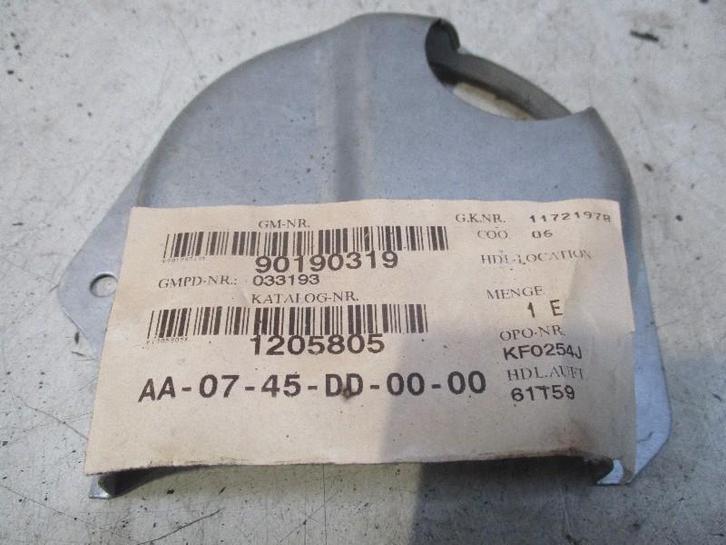 GM-NR.
G.K.NR. 1172197R
COO. 06
90190319
HDL-LOCATION
GMPD-NR.: 033193
KATALOG-NR.
MENGE
1 E
1205805
OPO-NR.
KF0254J
AA-07-45-DD-00-00
HDL.AUFT
61T59